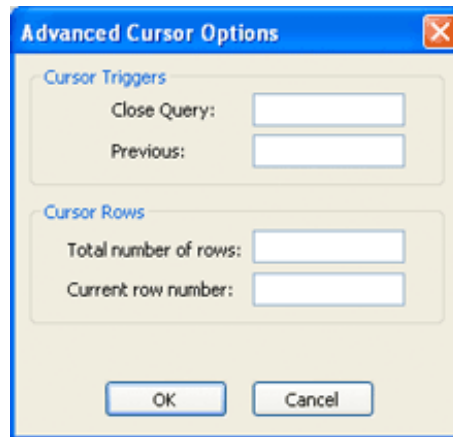 Advanced Cursor Options
Cursor Triggers
Close Query:
Previous:
Cursor Rows
Total number of rows:
Current row number:
OK Cancel